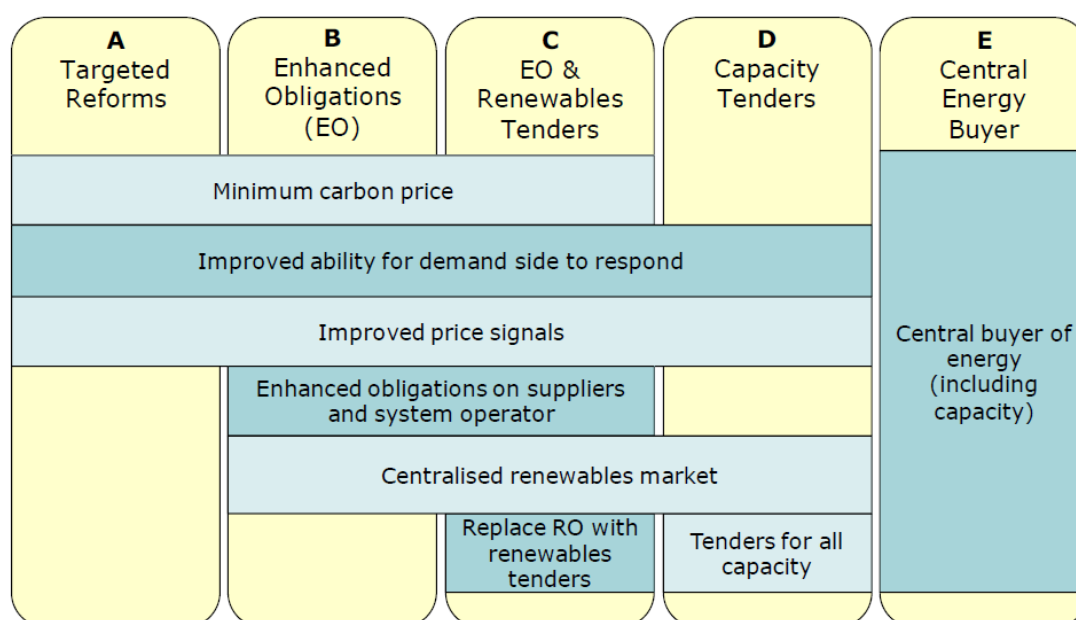 A
Targeted
Reforms
B
Enhanced
Obligations
(EO)
C
EO &
Renewables
Tenders
D
Capacity
Tenders
E
Central
Energy
Buyer
Minimum carbon price
Improved ability for demand side to respond
Improved price signals
Enhanced obligations on suppliers
and system operator
Centralised renewables market
Replace RO with
renewables
tenders
Tenders for all
capacity
Central buyer of
energy
(including
capacity)